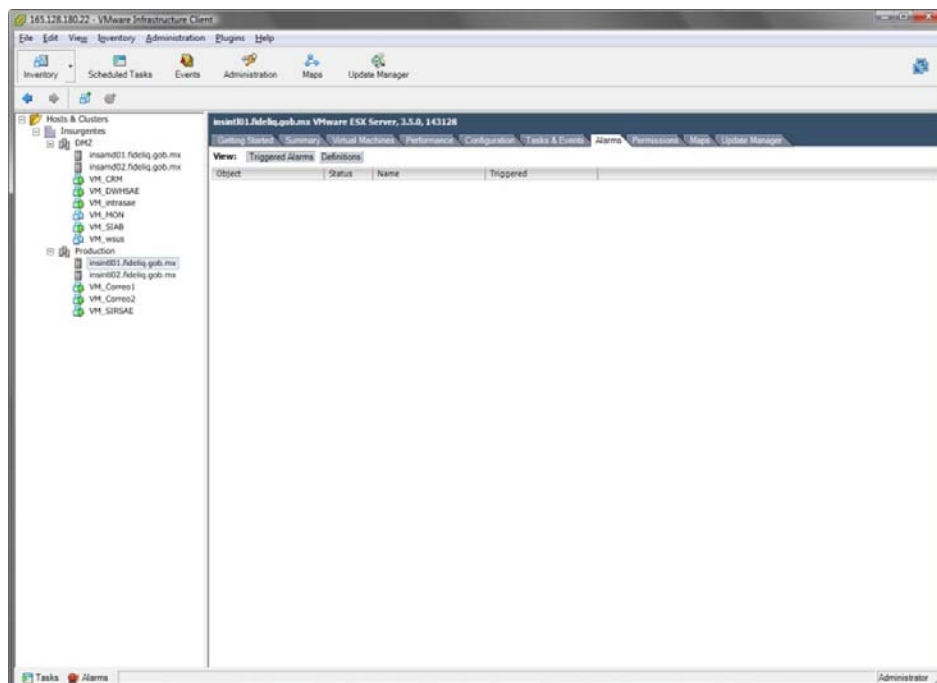 165.128.180.22 - VMware Infrastructure Client
File Edit View Inventory Administration Plugins Help
Inventory Scheduled Tasks Events Administration Maps Update Manager
Hosts & Clusters
Insurgentes
DMZ
insamd01.fideliq.gob.mx
insamd02.fideliq.gob.mx
VM_CRM
VM_DWHSAE
VM_intrasae
VM_MON
VM_SIAB
VM_wsus
Production
insintl01.fideliq.gob.mx
insintl02.fideliq.gob.mx
VM_Correo1
VM_Correo2
VM_SIRSAE
insintl01.fideliq.gob.mx VMware ESX Server, 3.5.0, 143128
Getting Started Summary Virtual Machines Performance Configuration Tasks & Events Alarms Permissions Maps Update Manager
View: Triggered Alarms Definitions
Object Status Name Triggered
Tasks Alarms Administrator